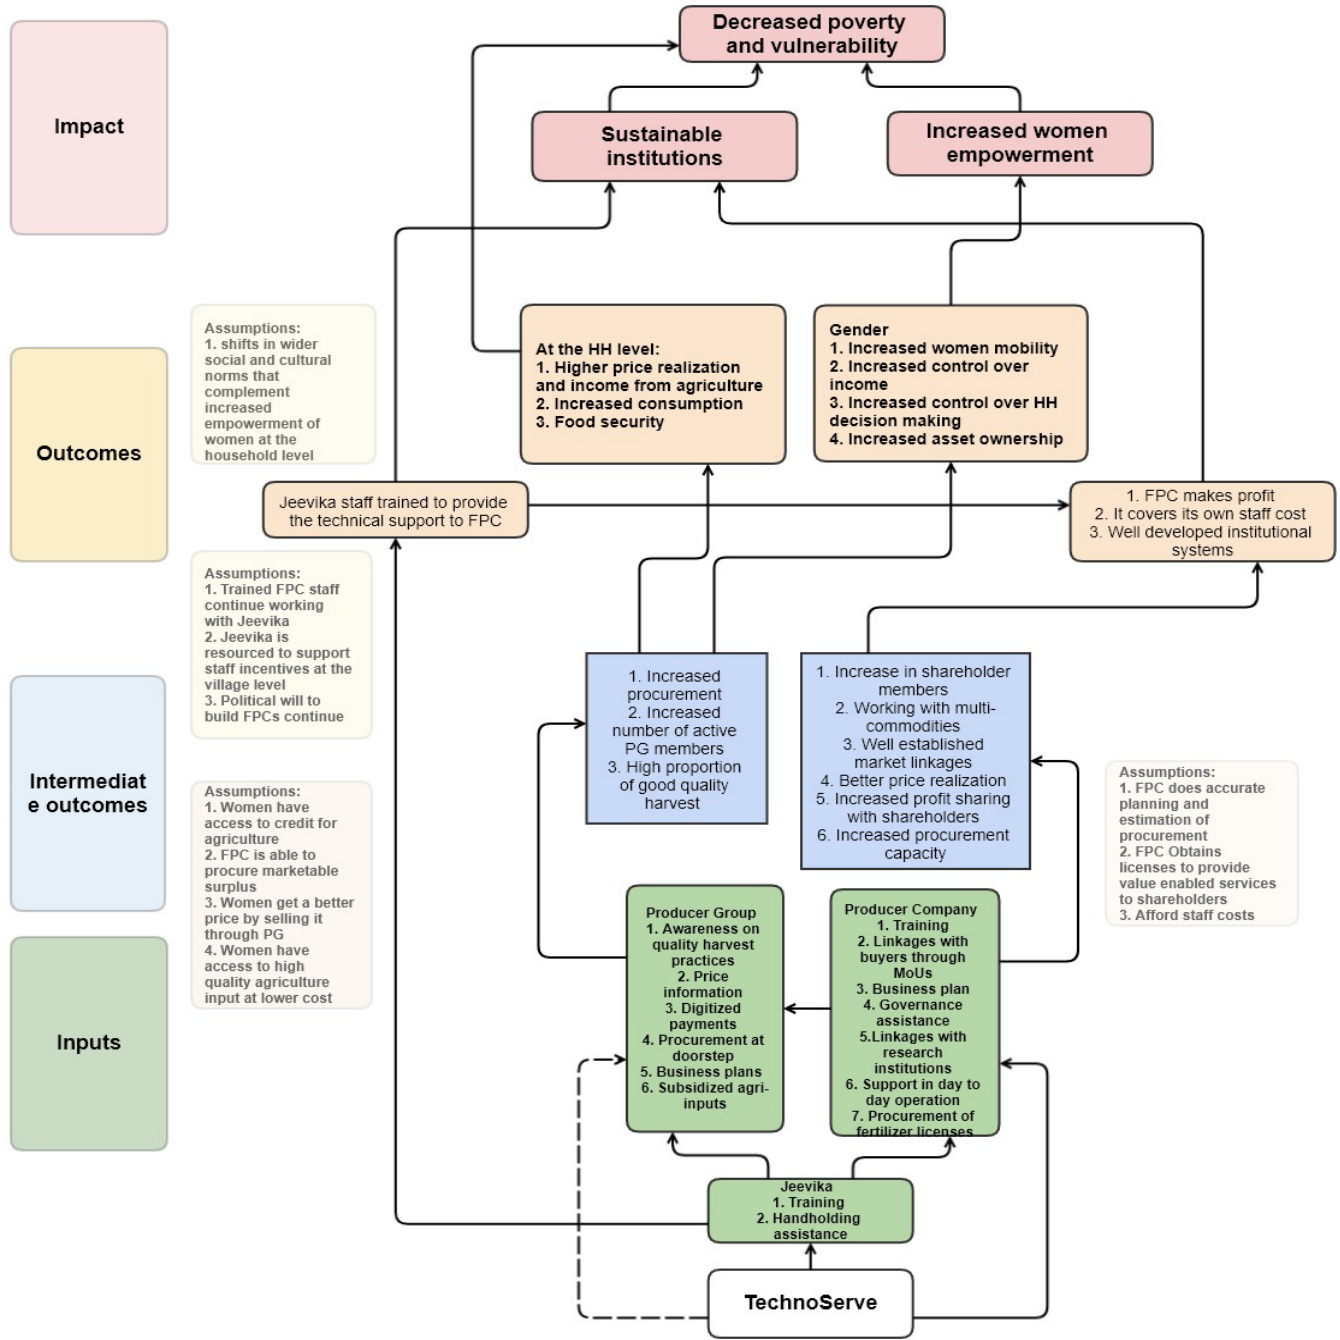 Decreased poverty
and vulnerability
Impact
Sustainable
institutions
Increased women
empowerment
Assumptions:
1. shifts in wider
social and cultural
norms that
complement
increased
empowerment of
women at the
household level
At the HH level:
1. Higher price realization
and income from agriculture
2. Increased consumption
3. Food security
Gender
1. Increased women mobility
2. Increased control over
income
3. Increased control over HH
decision making
4. Increased asset ownership
Outcomes
Jeevika staff trained to provide
the technical support to FPC
1. FPC makes profit
2. It covers its own staff cost
3. Well developed institutional
systems
Assumptions:
1. Trained FPC staff
continue working
with Jeevika
2. Jeevika is
resourced to support
staff incentives at the
village level
3. Political will to
build FPCs continue
Intermediat
e outcomes
1. Increased
procurement
2. Increased
number of active
PG members
3. High proportion
of good quality
harvest
1. Increase in shareholder
members
2. Working with multi-
commodities
3. Well established
market linkages
4. Better price realization
5. Increased profit sharing
with shareholders
6. Increased procurement
capacity
Assumptions:
1. FPC does accurate
planning and
estimation of
procurement
2. FPC Obtains
licenses to provide
value enabled services
to shareholders
3. Afford staff costs
Assumptions:
1. Women have
access to credit for
agriculture
2. FPC is able to
procure marketable
surplus
3. Women get a better
price by selling it
through PG
4. Women have
access to high
quality agriculture
input at lower cost
Inputs
Producer Group
1. Awareness on
quality harvest
practices
2. Price
information
3. Digitized
payments
4. Procurement at
doorstep
5. Business plans
6. Subsidized agri-
inputs
Producer Company
1. Training
2. Linkages with
buyers through
MoUs
3. Business plan
4. Governance
assistance
5.Linkages with
research
institutions
6. Support in day to
day operation
7. Procurement of
fertilizer licenses
Jeevika
1. Training
2. Handholding
assistance
TechnoServe